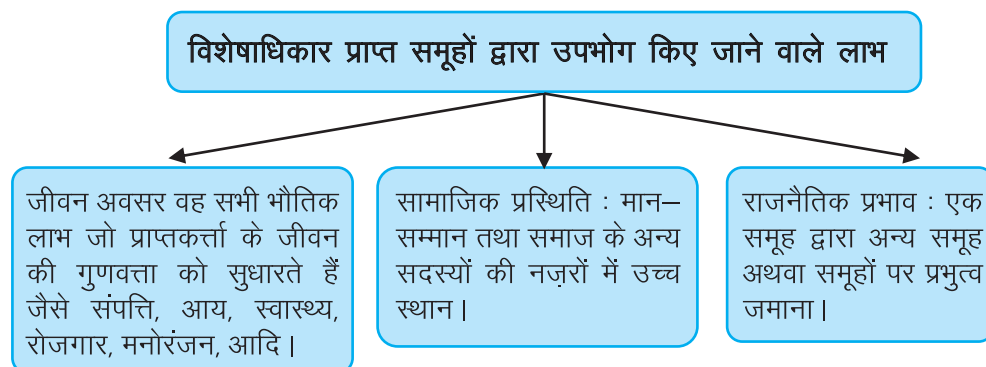 विशेषाधिकार प्राप्त समूहों द्वारा उपभोग किए जाने वाले लाभ
जीवन अवसर वह सभी भौतिक
लाभ जो प्राप्तकर्त्ता के जीवन
की गुणवत्ता को सुधारते हैं
जैसे संपत्ति, आय, स्वास्थ्य,
रोजगार, मनोरंजन, आदि।
सामाजिक प्रस्थिति : मान–
सम्मान तथा समाज के अन्य
सदस्यों की नज़रों में उच्च
स्थान।
राजनैतिक प्रभाव : एक
समूह द्वारा अन्य समूह
अथवा समूहों पर प्रभुत्व
जमाना।